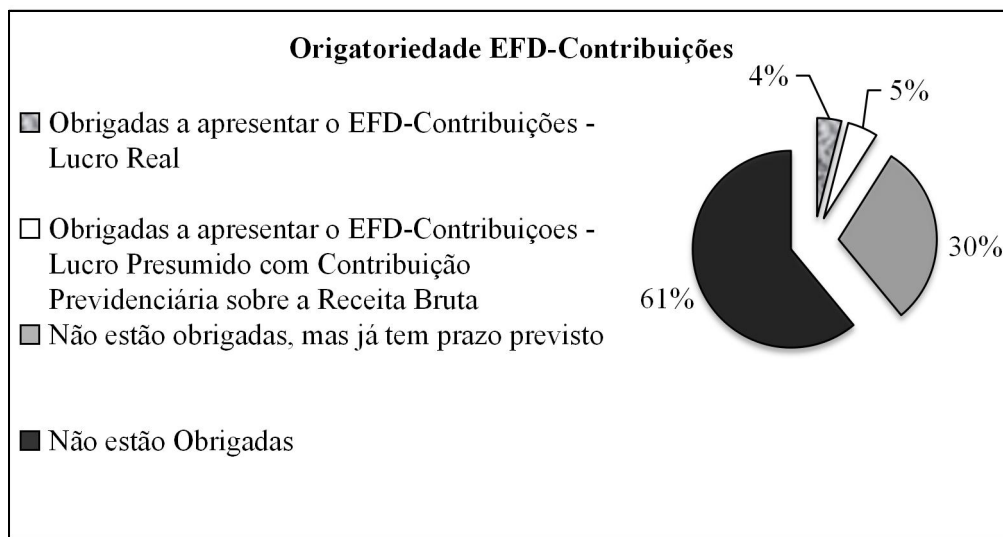 Origatoriedade EFD-Contribuições
4%
5%
Obrigadas a apresentar o EFD-Contribuições -
Lucro Real
Obrigadas a apresentar o EFD-Contribuiçoes -
Lucro Presumido com Contribuição
Previdenciária sobre a Receita Bruta
30%
61%
Não estão obrigadas, mas já tem prazo previsto
Não estão Obrigadas